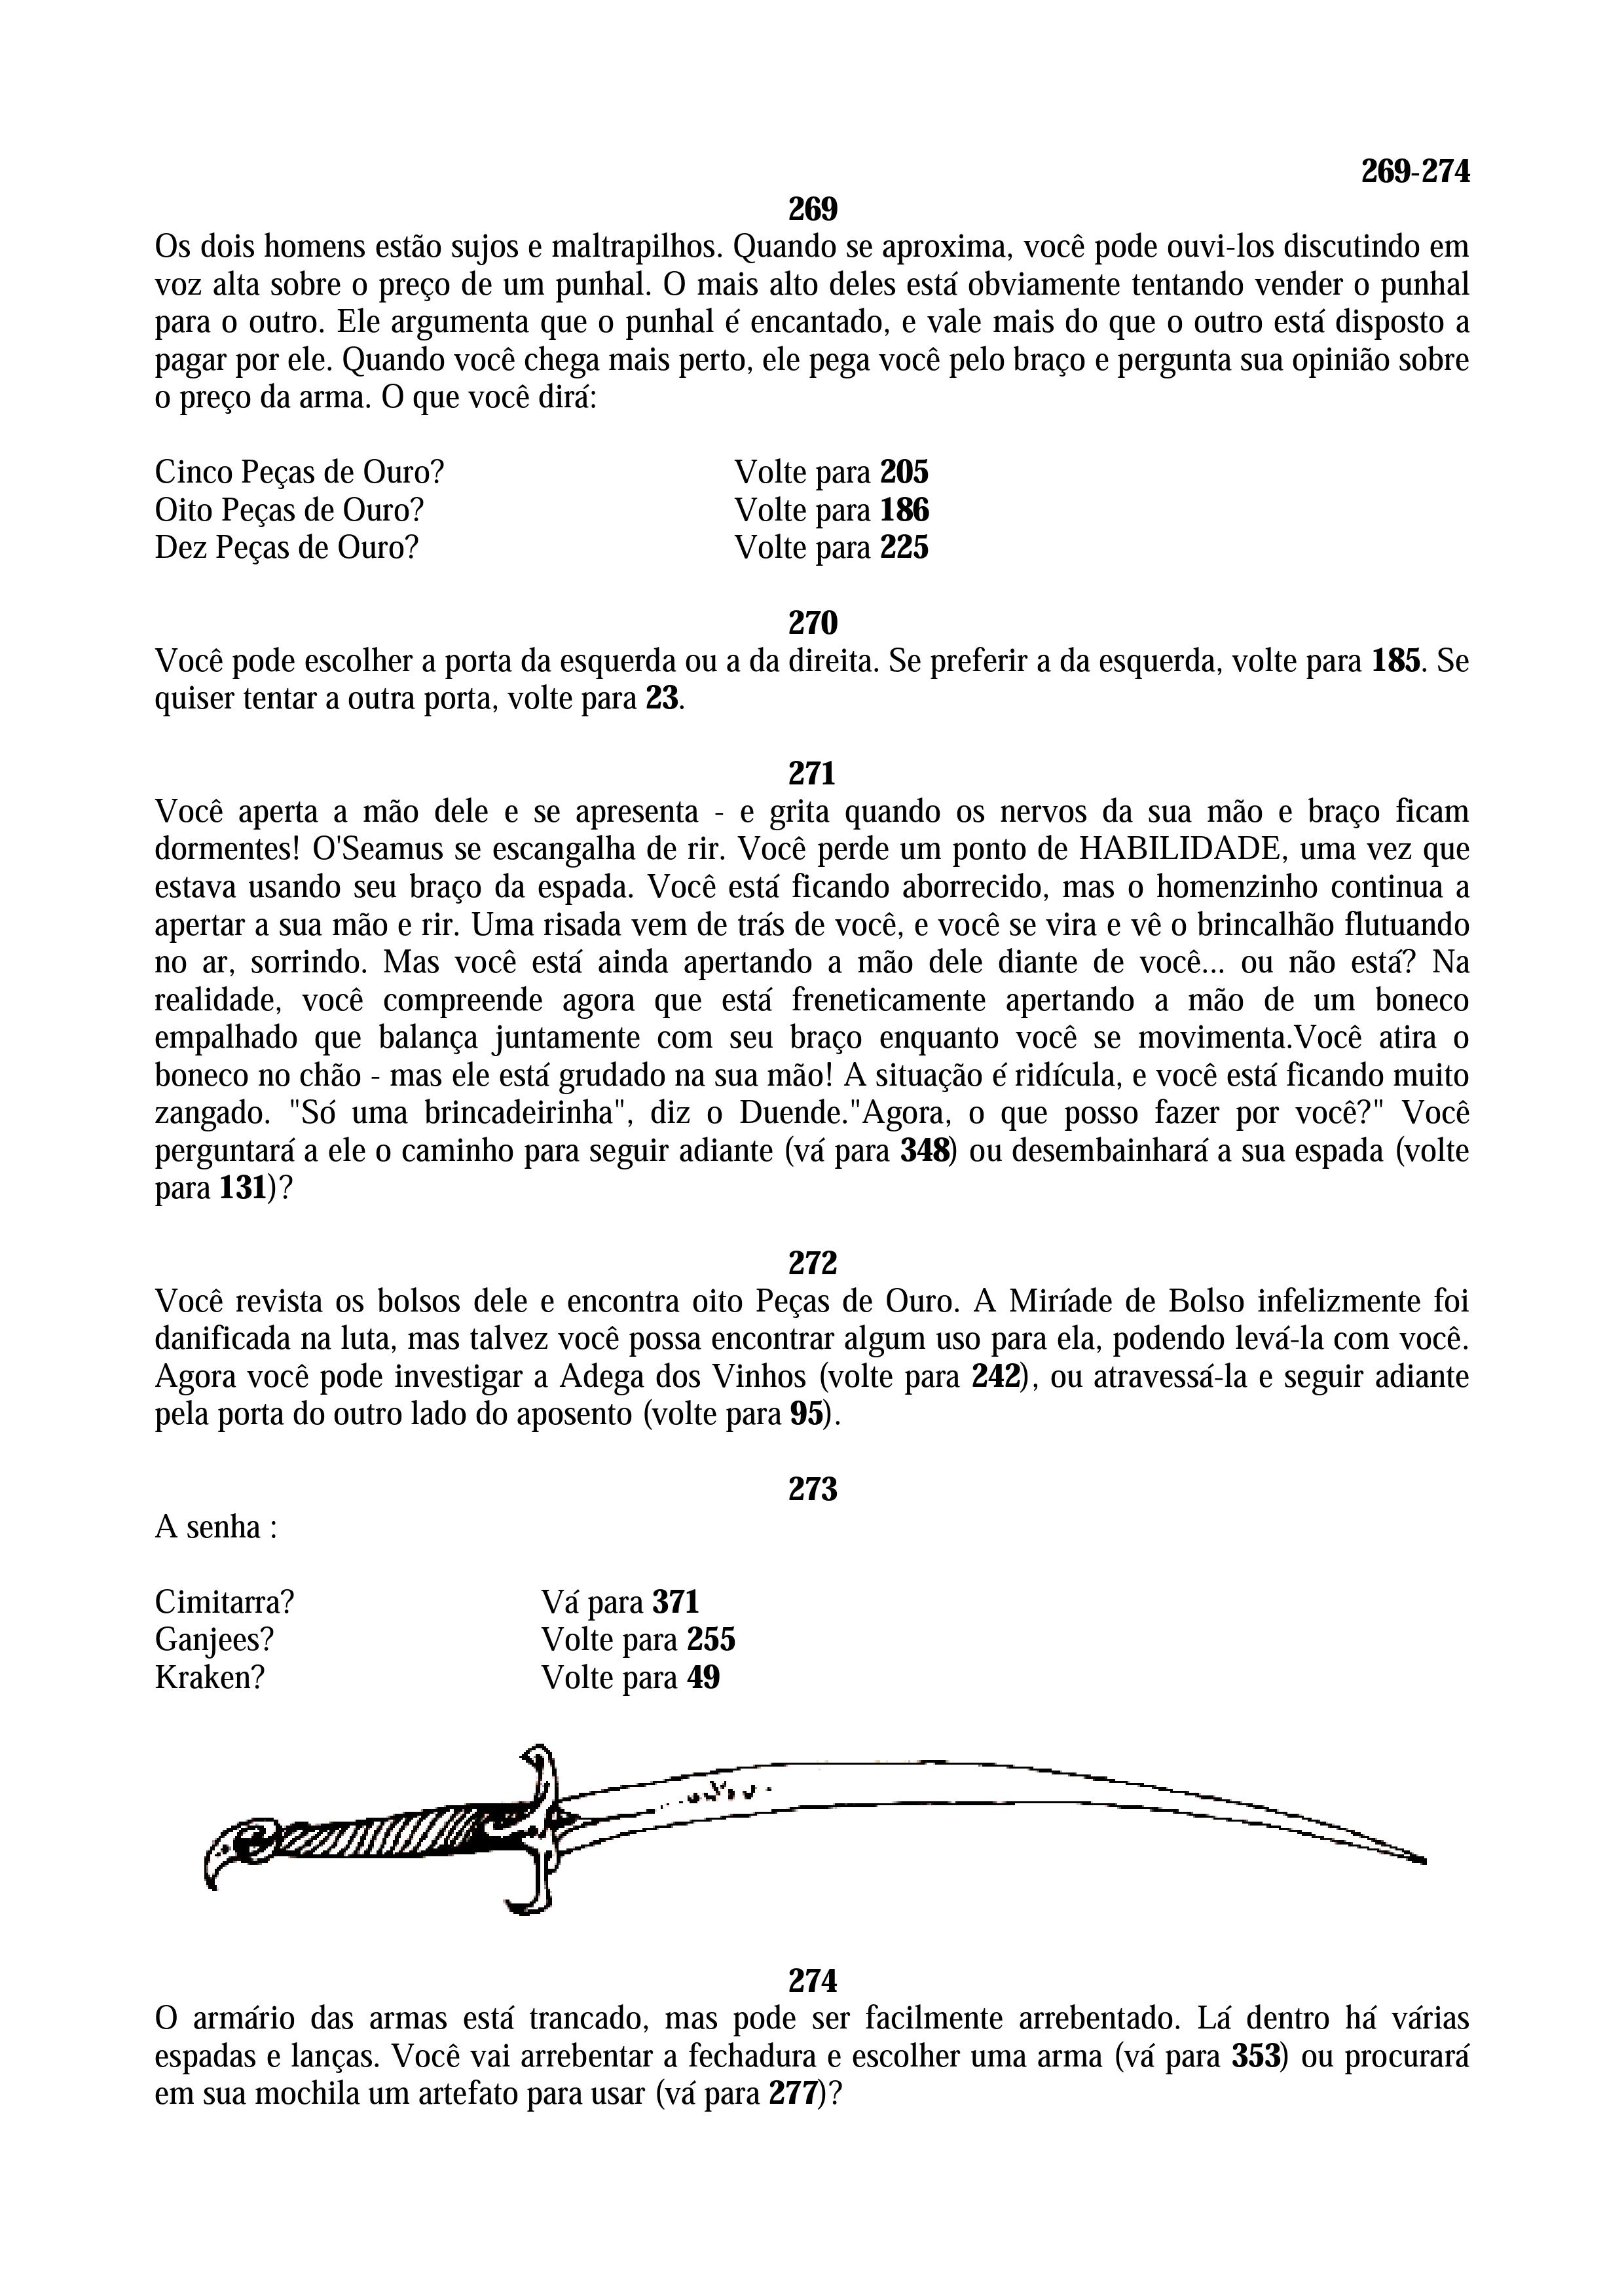 269-274
269
Os dois homens estão sujos e maltrapilhos. Quando se aproxima, você pode ouvi-los discutindo em
voz alta sobre o preço de um punhal. O mais alto deles está obviamente tentando vender o punhal
para o outro. Ele argumenta que o punhal é encantado, e vale mais do que o outro está disposto a
pagar por ele. Quando você chega mais perto, ele pega você pelo braço e pergunta sua opinião sobre
o preço da arma. O que você dirá:
Cinco Peças de Ouro? Volte para 205
Oito Peças de Ouro? Volte para 186
Dez Peças de Ouro? Volte para 225
270
Você pode escolher a porta da esquerda ou a da direita. Se preferir a da esquerda, volte para 185. Se
quiser tentar a outra porta, volte para 23.
271
Você aperta a mão dele e se apresenta - e grita quando os nervos da sua mão e braço ficam
dormentes! O'Seamus se escangalha de rir. Você perde um ponto de HABILIDADE, uma vez que
estava usando seu braço da espada. Você está ficando aborrecido, mas o homenzinho continua a
apertar a sua mão e rir. Uma risada vem de trás de você, e você se vira e vê o brincalhão flutuando
no ar, sorrindo. Mas você está ainda apertando a mão dele diante de você... ou não está? Na
realidade, você compreende agora que está freneticamente apertando a mão de um boneco
empalhado que balança juntamente com seu braço enquanto você se movimenta.Você atira o
boneco no chão - mas ele está grudado na sua mão! A situação é ridícula, e você está ficando muito
zangado. "Só uma brincadeirinha", diz o Duende."Agora, o que posso fazer por você?" Você
perguntará a ele o caminho para seguir adiante (vá para 348) ou desembainhará a sua espada (volte
para 131)?
272
Você revista os bolsos dele e encontra oito Peças de Ouro. A Miríade de Bolso infelizmente foi
danificada na luta, mas talvez você possa encontrar algum uso para ela, podendo levá-la com você.
Agora você pode investigar a Adega dos Vinhos (volte para 242), ou atravessá-la e seguir adiante
pela porta do outro lado do aposento (volte para 95).
273
A senha :
Cimitarra? Vá para 371
Ganjees? Volte para 255
Kraken? Volte para 49
274
O armário das armas está trancado, mas pode ser facilmente arrebentado. Lá dentro há várias
espadas e lanças. Você vai arrebentar a fechadura e escolher uma arma (vá para 353) ou procurará
em sua mochila um artefato para usar (vá para 277)?